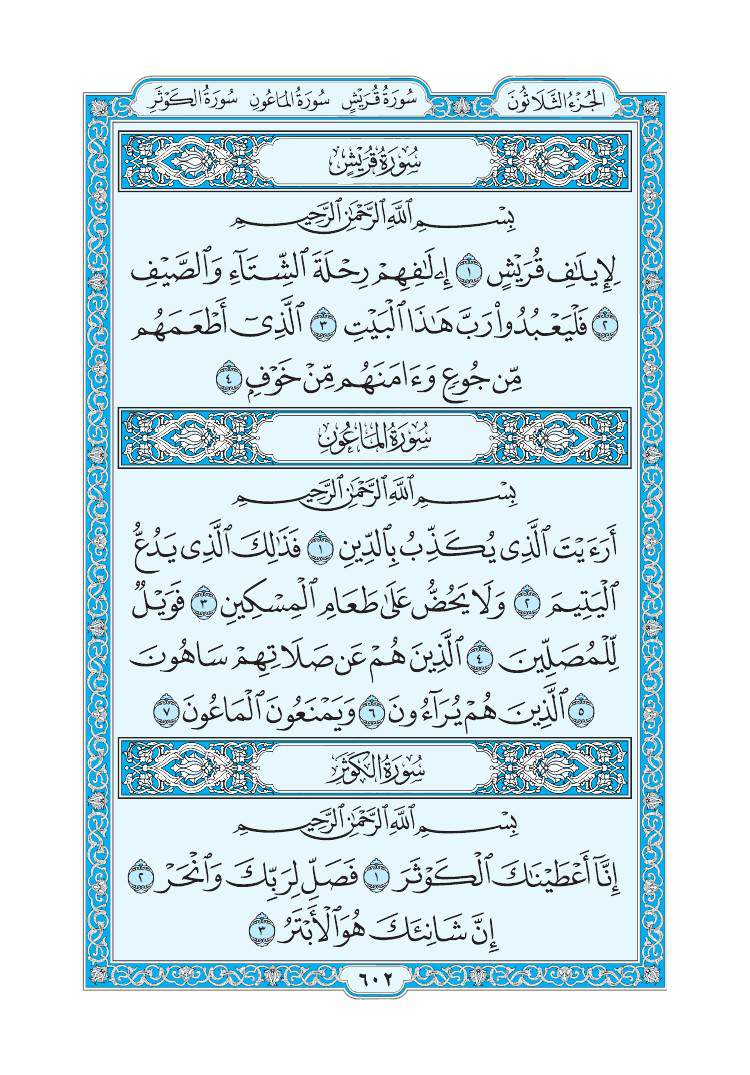 الجُزْءُ الثَّلَاثُونَ
سُورَةُ قُرَيْشٍ سُورَةُ المَاعُونِ سُورَةُ الكَوْثَرِ
سُورَةُ قُرَيْشٍ
بِسْمِ ٱللَّهِ ٱلرَّحْمَٰنِ ٱلرَّحِيمِ
لِإِيلَٰفِ قُرَيْشٍ ١ إِۦلَٰفِهِمْ رِحْلَةَ ٱلشِّتَآءِ وَٱلصَّيْفِ
٢ فَلْيَعْبُدُواْ رَبَّ هَٰذَا ٱلْبَيْتِ ٣ ٱلَّذِىٓ أَطْعَمَهُم
مِّن جُوعٍ وَءَامَنَهُم مِّنْ خَوْفٍۭ ٤
سُورَةُ المَاعُونِ
بِسْمِ ٱللَّهِ ٱلرَّحْمَٰنِ ٱلرَّحِيمِ
أَرَءَيْتَ ٱلَّذِى يُكَذِّبُ بِٱلدِّينِ ١ فَذَٰلِكَ ٱلَّذِى يَدُعُّ
ٱلْيَتِيمَ ٢ وَلَا يَحُضُّ عَلَىٰ طَعَامِ ٱلْمِسْكِينِ ٣ فَوَيْلٌ
لِّلْمُصَلِّينَ ٤ ٱلَّذِينَ هُمْ عَن صَلَاتِهِمْ سَاهُونَ
٥ ٱلَّذِينَ هُمْ يُرَآءُونَ ٦ وَيَمْنَعُونَ ٱلْمَاعُونَ ٧
سُورَةُ الكَوْثَرِ
بِسْمِ ٱللَّهِ ٱلرَّحْمَٰنِ ٱلرَّحِيمِ
إِنَّآ أَعْطَيْنَٰكَ ٱلْكَوْثَرَ ١ فَصَلِّ لِرَبِّكَ وَٱنْحَرْ ٢
إِنَّ شَانِئَكَ هُوَ ٱلْأَبْتَرُ ٣
٦٠٢